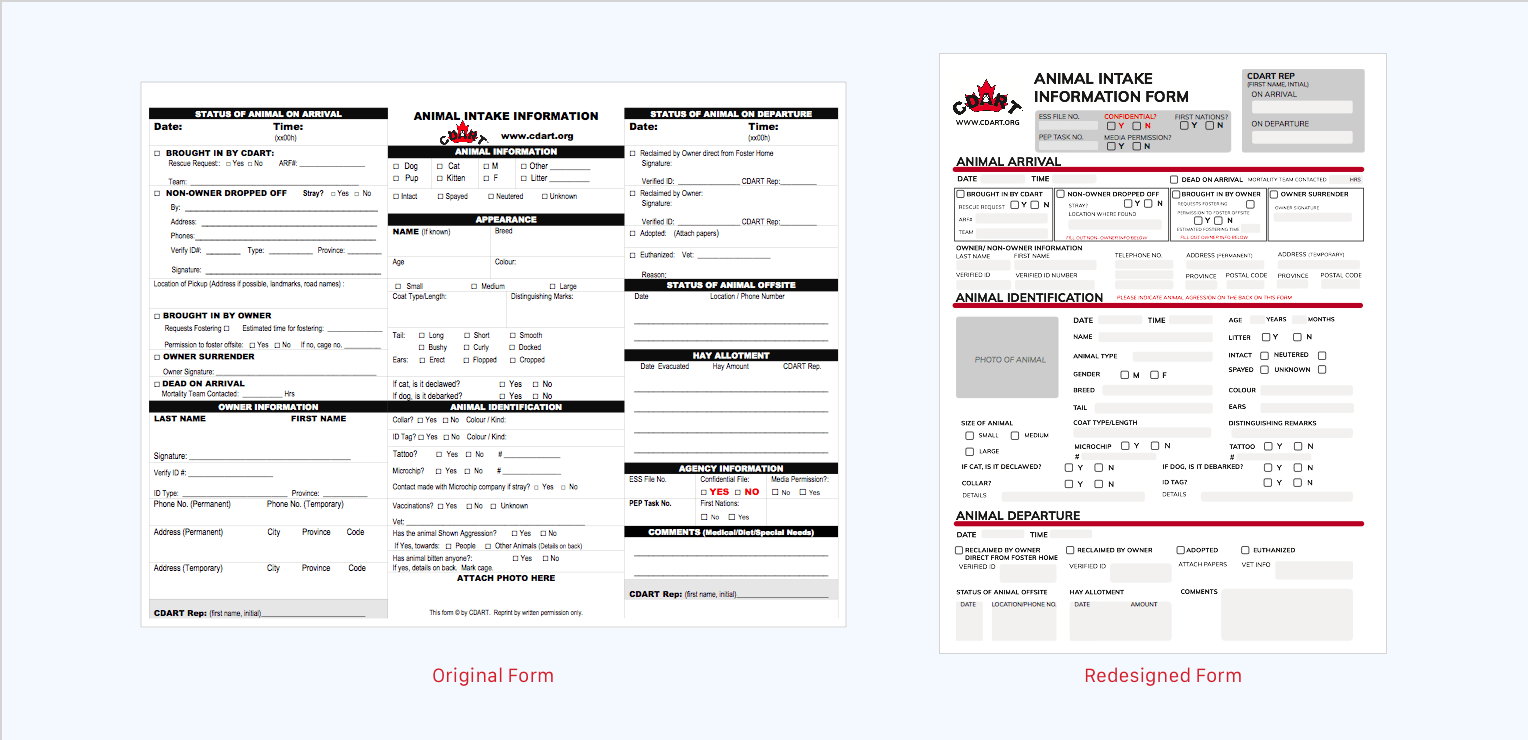 STATUS OF ANIMAL ON ARRIVAL
Date: Time:
(xx00h)
BROUGHT IN BY CDART:
Rescue Request:: Yes No ARF#:
Team:
NON-OWNER DROPPED OFF Stray? Yes No
By:
Address:
Phones:
Verify ID#: Type: Province:
Signature:
Location of Pickup (Address if possible, landmarks, road names) :
BROUGHT IN BY OWNER
Requests Fostering Estimated time for fostering:
Permission to foster offsite: Yes No If no, cage no.
OWNER SURRENDER
Owner Signature:
DEAD ON ARRIVAL
Mortality Team Contacted: Hrs
OWNER INFORMATION
LAST NAME FIRST NAME
Signature:
Verify ID #:
ID Type: Province:
Phone No. (Permanent) Phone No. (Temporary)
Address (Permanent) City Province Code
Address (Temporary) City Province Code
CDART Rep: (first name, initial)
ANIMAL INTAKE INFORMATION
CDART www.cdart.org
ANIMAL INFORMATION
Dog Cat M Other
Pup Kitten F Litter
Intact Spayed Neutered Unknown
APPEARANCE
NAME (If known) Breed
Age Colour:
Small Medium Large
Coat Type/Length: Distinguishing Marks:
Tail: Long Short Smooth
Bushy Curly Docked
Ears: Erect Flopped Cropped
If cat, is it declawed? Yes No
If dog, is it debarked? Yes No
ANIMAL IDENTIFICATION
Collar? Yes No Colour / Kind:
ID Tag? Yes No Colour / Kind:
Tattoo? Yes No #
Microchip? Yes No #
Contact made with Microchip company if stray? Yes No
Vaccinations? Yes No Unknown
Vet:
Has the animal Shown Aggression? Yes No
If Yes, towards: People Other Animals (Details on back)
Has animal bitten anyone?: Yes No
If yes, details on back. Mark cage.
ATTACH PHOTO HERE
This form © by CDART. Reprint by written permission only.
STATUS OF ANIMAL ON DEPARTURE
Date: Time:
(xx00h)
Reclaimed by Owner direct from Foster Home
Signature:
Verified ID: CDART Rep:
Reclaimed by Owner:
Signature:
Verified ID: CDART Rep:
Adopted: (Attach papers)
Euthanized: Vet:
Reason:
STATUS OF ANIMAL OFFSITE
Date Location / Phone Number
HAY ALLOTMENT
Date Evacuated Hay Amount CDART Rep.
AGENCY INFORMATION
ESS File No. Confidential File: Media Permission?:
YES NO No Yes
PEP Task No. First Nations:
No Yes
COMMENTS (Medical/Diet/Special Needs)
CDART Rep: (first name, initial)
Original Form
CDART
WWW.CDART.ORG
ANIMAL INTAKE
INFORMATION FORM
ESS FILE NO. CONFIDENTIAL? FIRST NATIONS?
Y N Y N
PEP TASK NO. MEDIA PERMISSION?
Y N
CDART REP
(FIRST NAME, INTIAL)
ON ARRIVAL
ON DEPARTURE
ANIMAL ARRIVAL
DATE TIME DEAD ON ARRIVAL MORTALITY TEAM CONTACTED HRS
BROUGHT IN BY CDART
RESCUE REQUEST Y N
ARF#
TEAM
NON-OWNER DROPPED OFF
STRAY? Y N
LOCATION WHERE FOUND
FILL OUT NON-OWNER INFO BELOW
BROUGHT IN BY OWNER
REQUESTS FOSTERING
PERMISSION TO FOSTER OFFSITE
Y N
ESTIMATED FOSTERING TIME
FILL OUT OWNER INFO BELOW
OWNER SURRENDER
OWNER SIGNATURE
OWNER/ NON-OWNER INFORMATION
LAST NAME FIRST NAME TELEPHONE NO. ADDRESS (PERMANENT) ADDRESS (TEMPORARY)
VERIFIED ID VERIFIED ID NUMBER PROVINCE POSTAL CODE PROVINCE POSTAL CODE
ANIMAL IDENTIFICATION PLEASE INDICATE ANIMAL AGRESSION ON THE BACK ON THIS FORM
PHOTO OF ANIMAL
DATE TIME AGE YEARS MONTHS
NAME LITTER Y N
ANIMAL TYPE INTACT NEUTERED
GENDER M F SPAYED UNKNOWN
BREED COLOUR
TAIL EARS
SIZE OF ANIMAL COAT TYPE/LENGTH DISTINGUISHING REMARKS
SMALL MEDIUM
LARGE MICROCHIP Y N TATTOO Y N
# #
IF CAT, IS IT DECLAWED? Y N IF DOG, IS IT DEBARKED? Y N
COLLAR? Y N ID TAG? Y N
DETAILS DETAILS
ANIMAL DEPARTURE
DATE TIME
RECLAIMED BY OWNER RECLAIMED BY OWNER ADOPTED EUTHANIZED
DIRECT FROM FOSTER HOME
VERIFIED ID VERIFIED ID ATTACH PAPERS VET INFO
STATUS OF ANIMAL OFFSITE HAY ALLOTMENT COMMENTS
DATE LOCATION/PHONE NO. DATE AMOUNT
Redesigned Form